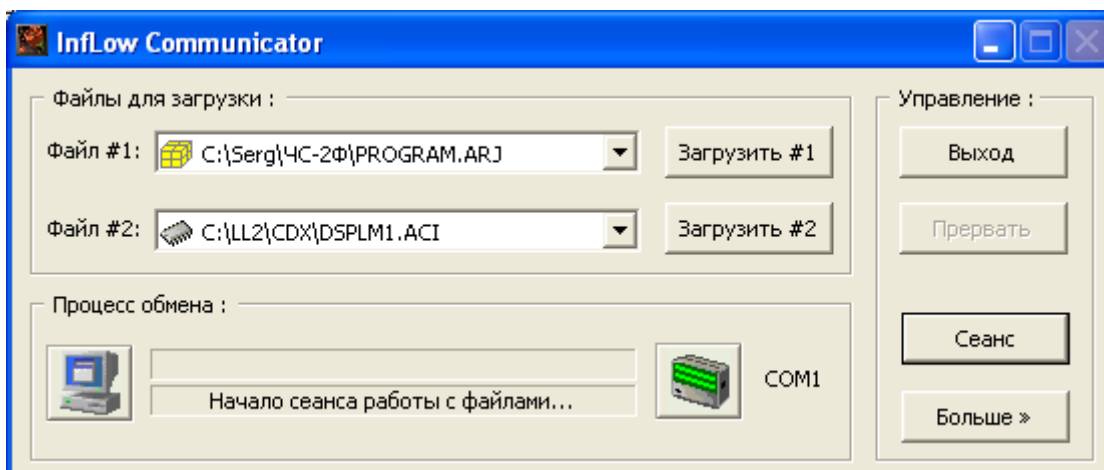 InfLow Communicator
Файлы для загрузки :
Файл #1: C:\Serg\ЧС-2Ф\PROGRAM.ARJ Загрузить #1
Файл #2: C:\LL2\CDX\DSPLM1.ACI Загрузить #2
Процесс обмена :
Начало сеанса работы с файлами...
COM1
Управление :
Выход
Прервать
Сеанс
Больше »